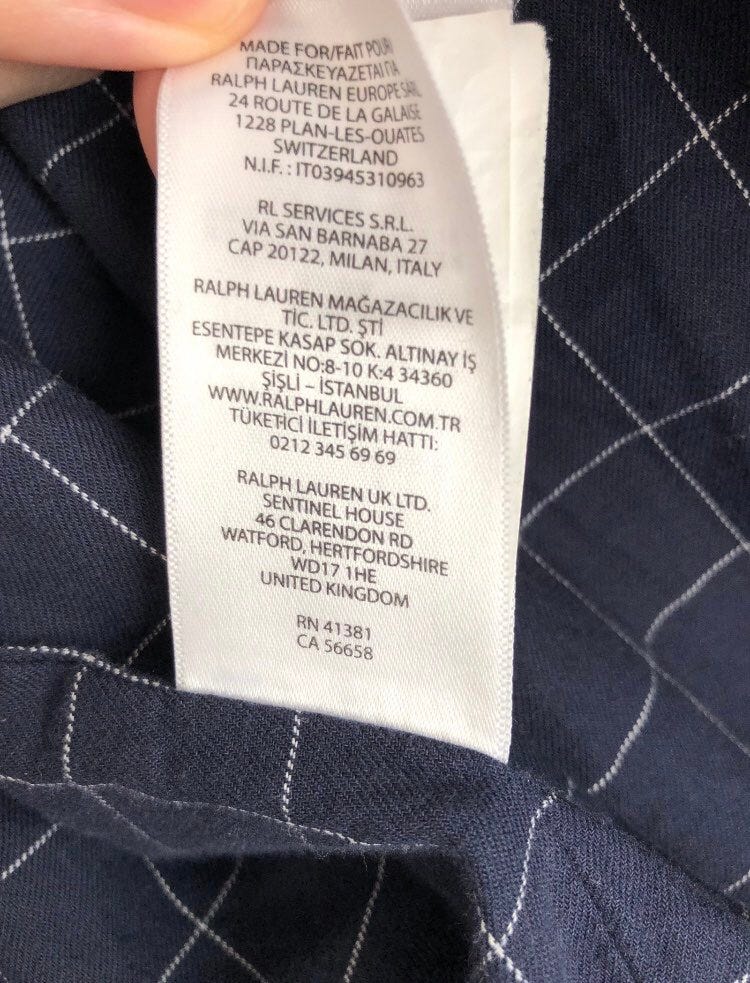 MADE FOR/FAIT POUR
ΠΑΡΑΣΚΕΥΑΖΕΤΑΙ ΓΙΑ
RALPH LAUREN EUROPE SÀRL
24 ROUTE DE LA GALAISE
1228 PLAN-LES-OUATES
SWITZERLAND
N.I.F. : IT03945310963
RL SERVICES S.R.L.
VIA SAN BARNABA 27
CAP 20122, MILAN, ITALY
RALPH LAUREN MAĞAZACILIK VE
TİC. LTD. ŞTİ
ESENTEPE KASAP SOK. ALTINAY İŞ
MERKEZİ NO:8-10 K:4 34360
ŞİŞLİ – İSTANBUL
WWW.RALPHLAUREN.COM.TR
TÜKETİCİ İLETİŞİM HATTI:
0212 345 69 69
RALPH LAUREN UK LTD.
SENTINEL HOUSE
46 CLARENDON RD
WATFORD, HERTFORDSHIRE
WD17 1HE
UNITED KINGDOM
RN 41381
CA 56658